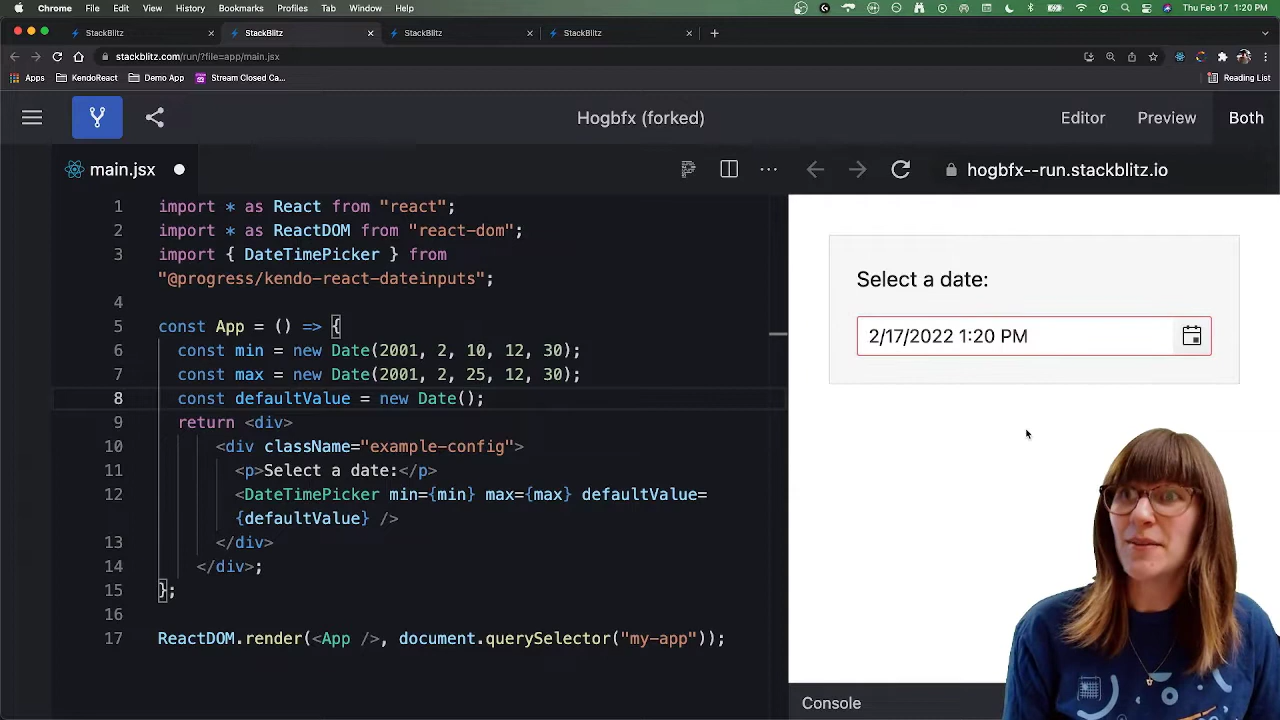 Chrome File Edit View History Bookmarks Profiles Tab Window Help Thu Feb 17 1:20 PM
StackBlitz StackBlitz StackBlitz StackBlitz
stackblitz.com/run/?file=app/main.jsx
Apps KendoReact Demo App Stream Closed Ca... Reading List
Hogbfx (forked) Editor Preview Both
main.jsx hogbfx--run.stackblitz.io
1 import * as React from "react";
2 import * as ReactDOM from "react-dom";
3 import { DateTimePicker } from
"@progress/kendo-react-dateinputs";
4
5 const App = () => {
6 const min = new Date(2001, 2, 10, 12, 30);
7 const max = new Date(2001, 2, 25, 12, 30);
8 const defaultValue = new Date();
9 return <div>
10 <div className="example-config">
11 <p>Select a date:</p>
12 <DateTimePicker min={min} max={max} defaultValue=
{defaultValue} />
13 </div>
14 </div>;
15 };
16
17 ReactDOM.render(<App />, document.querySelector("my-app"));
Select a date:
2/17/2022 1:20 PM
Console